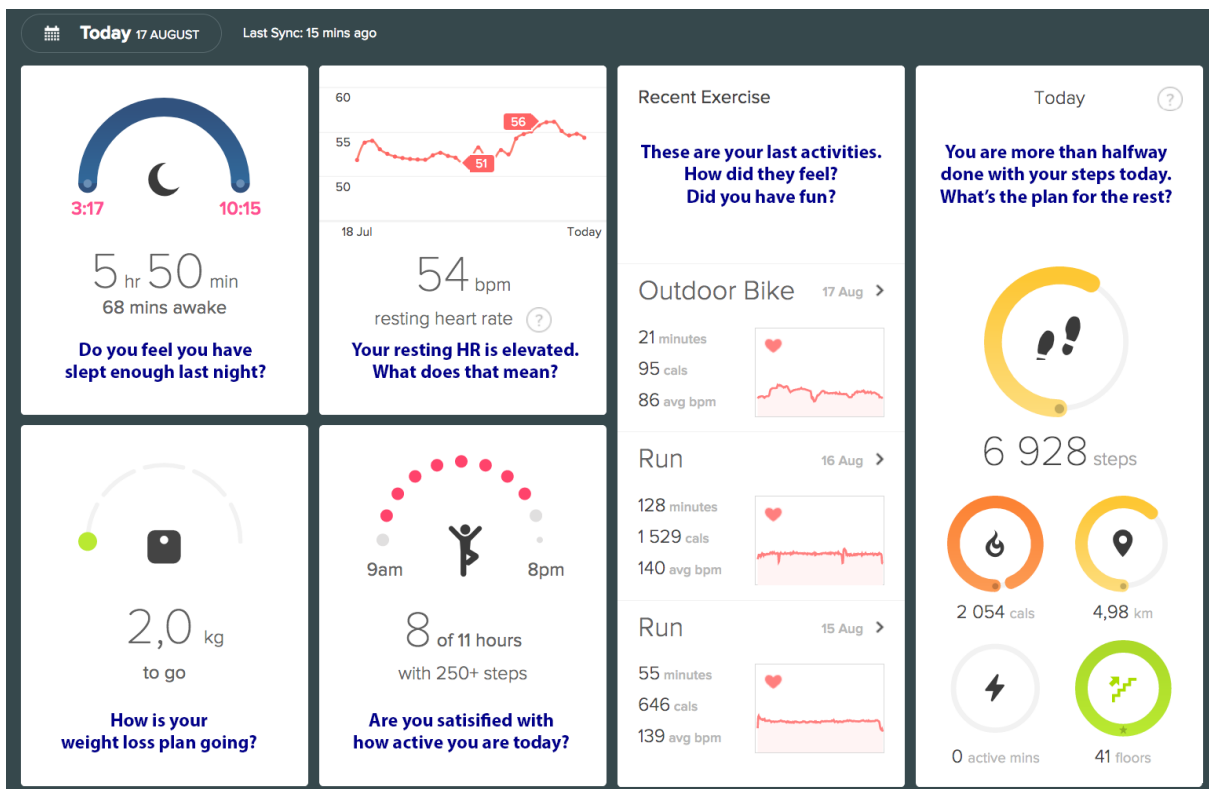 Today 17 AUGUST
Last Sync: 15 mins ago
3:17
10:15
5 hr 50 min
68 mins awake
Do you feel you have
slept enough last night?
60
55
50
56
51
18 Jul
Today
54 bpm
resting heart rate ?
Your resting HR is elevated.
What does that mean?
2,0 kg
to go
How is your
weight loss plan going?
9am
8pm
8 of 11 hours
with 250+ steps
Are you satisified with
how active you are today?
Recent Exercise
These are your last activities.
How did they feel?
Did you have fun?
Outdoor Bike 17 Aug >
21 minutes
95 cals
86 avg bpm
Run 16 Aug >
128 minutes
1 529 cals
140 avg bpm
Run 15 Aug >
55 minutes
646 cals
139 avg bpm
Today ?
You are more than halfway
done with your steps today.
What's the plan for the rest?
6 928 steps
2 054 cals
4,98 km
0 active mins
41 floors